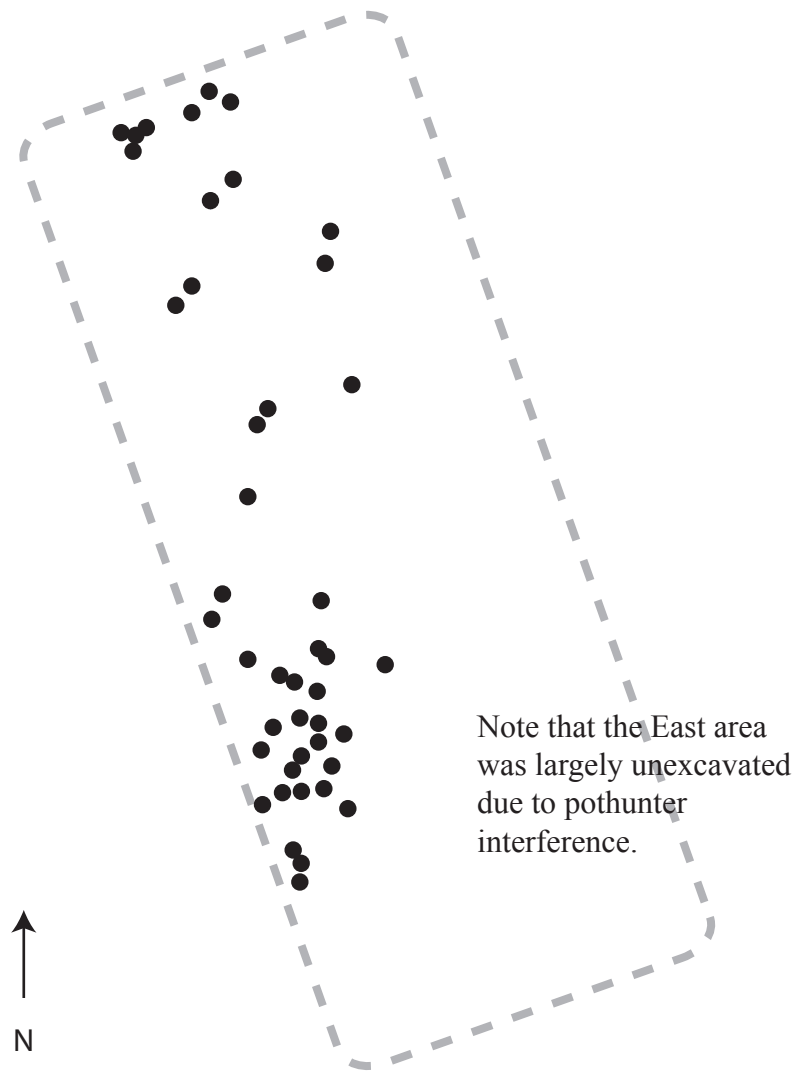 Note that the East area
was largely unexcavated
due to pothunter
interference.
N